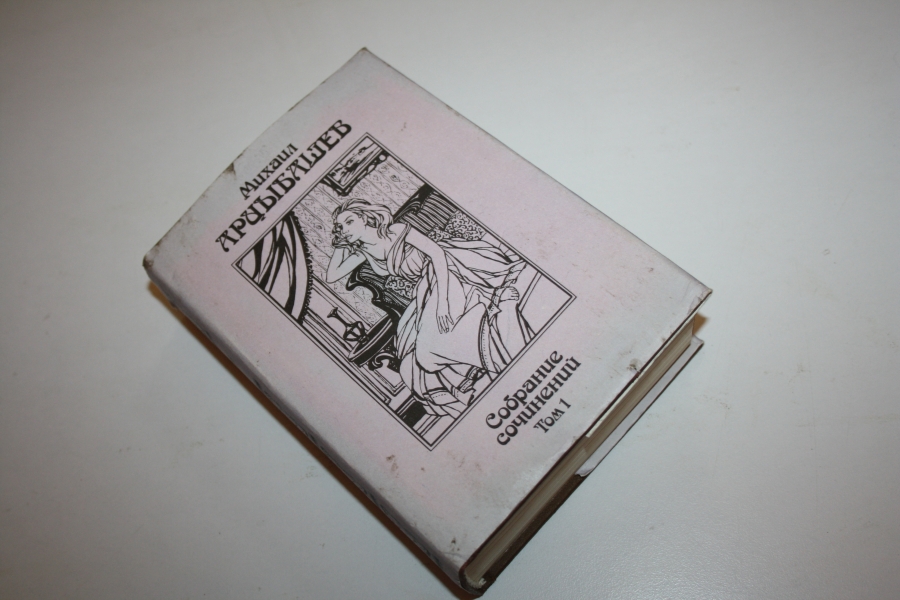 Михаил
АРЦЫБАШЕВ
Собрание
сочинений
Том 1